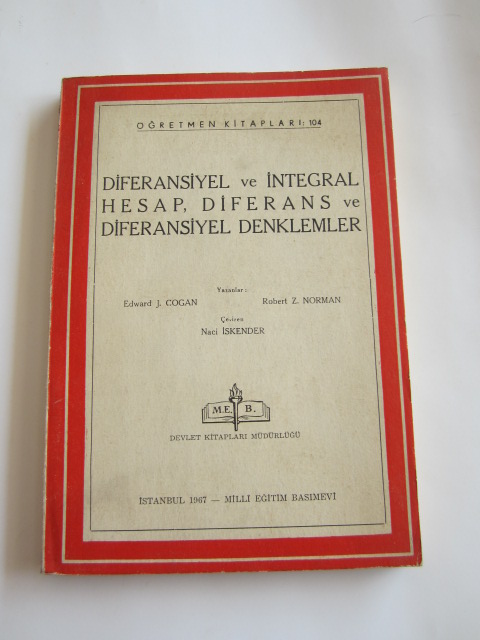 ÖĞRETMEN KİTAPLARI: 104
DİFERANSİYEL ve İNTEGRAL
HESAP, DİFERANS ve
DİFERANSİYEL DENKLEMLER
Yazanlar:
Edward J. COGAN Robert Z. NORMAN
Çeviren
Naci İSKENDER
M.E. B.
DEVLET KİTAPLARI MÜDÜRLÜĞÜ
İSTANBUL 1967 — MİLLİ EĞİTİM BASIMEVİ